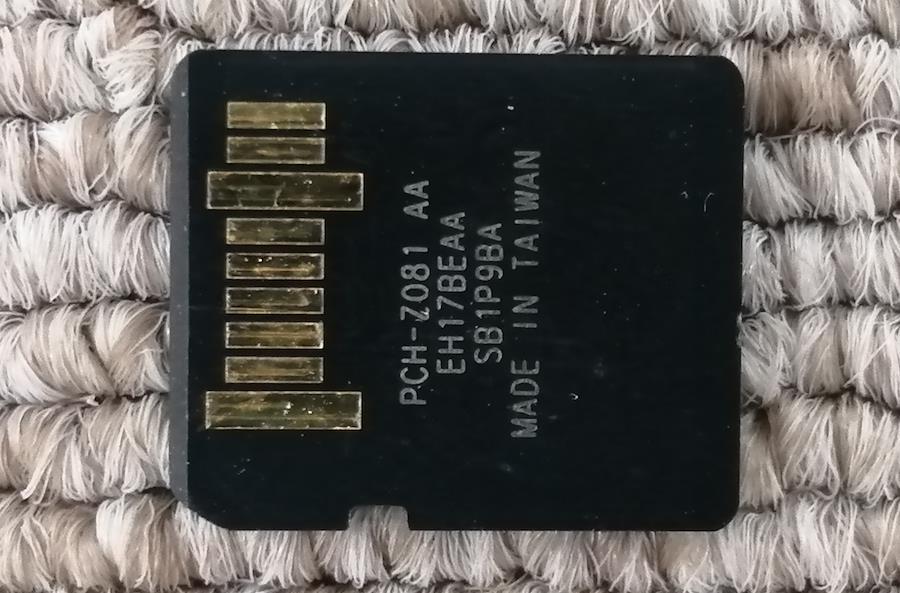 PCH-Z081 AA
EH17BEAA
SB1P9BA
MADE IN TAIWAN